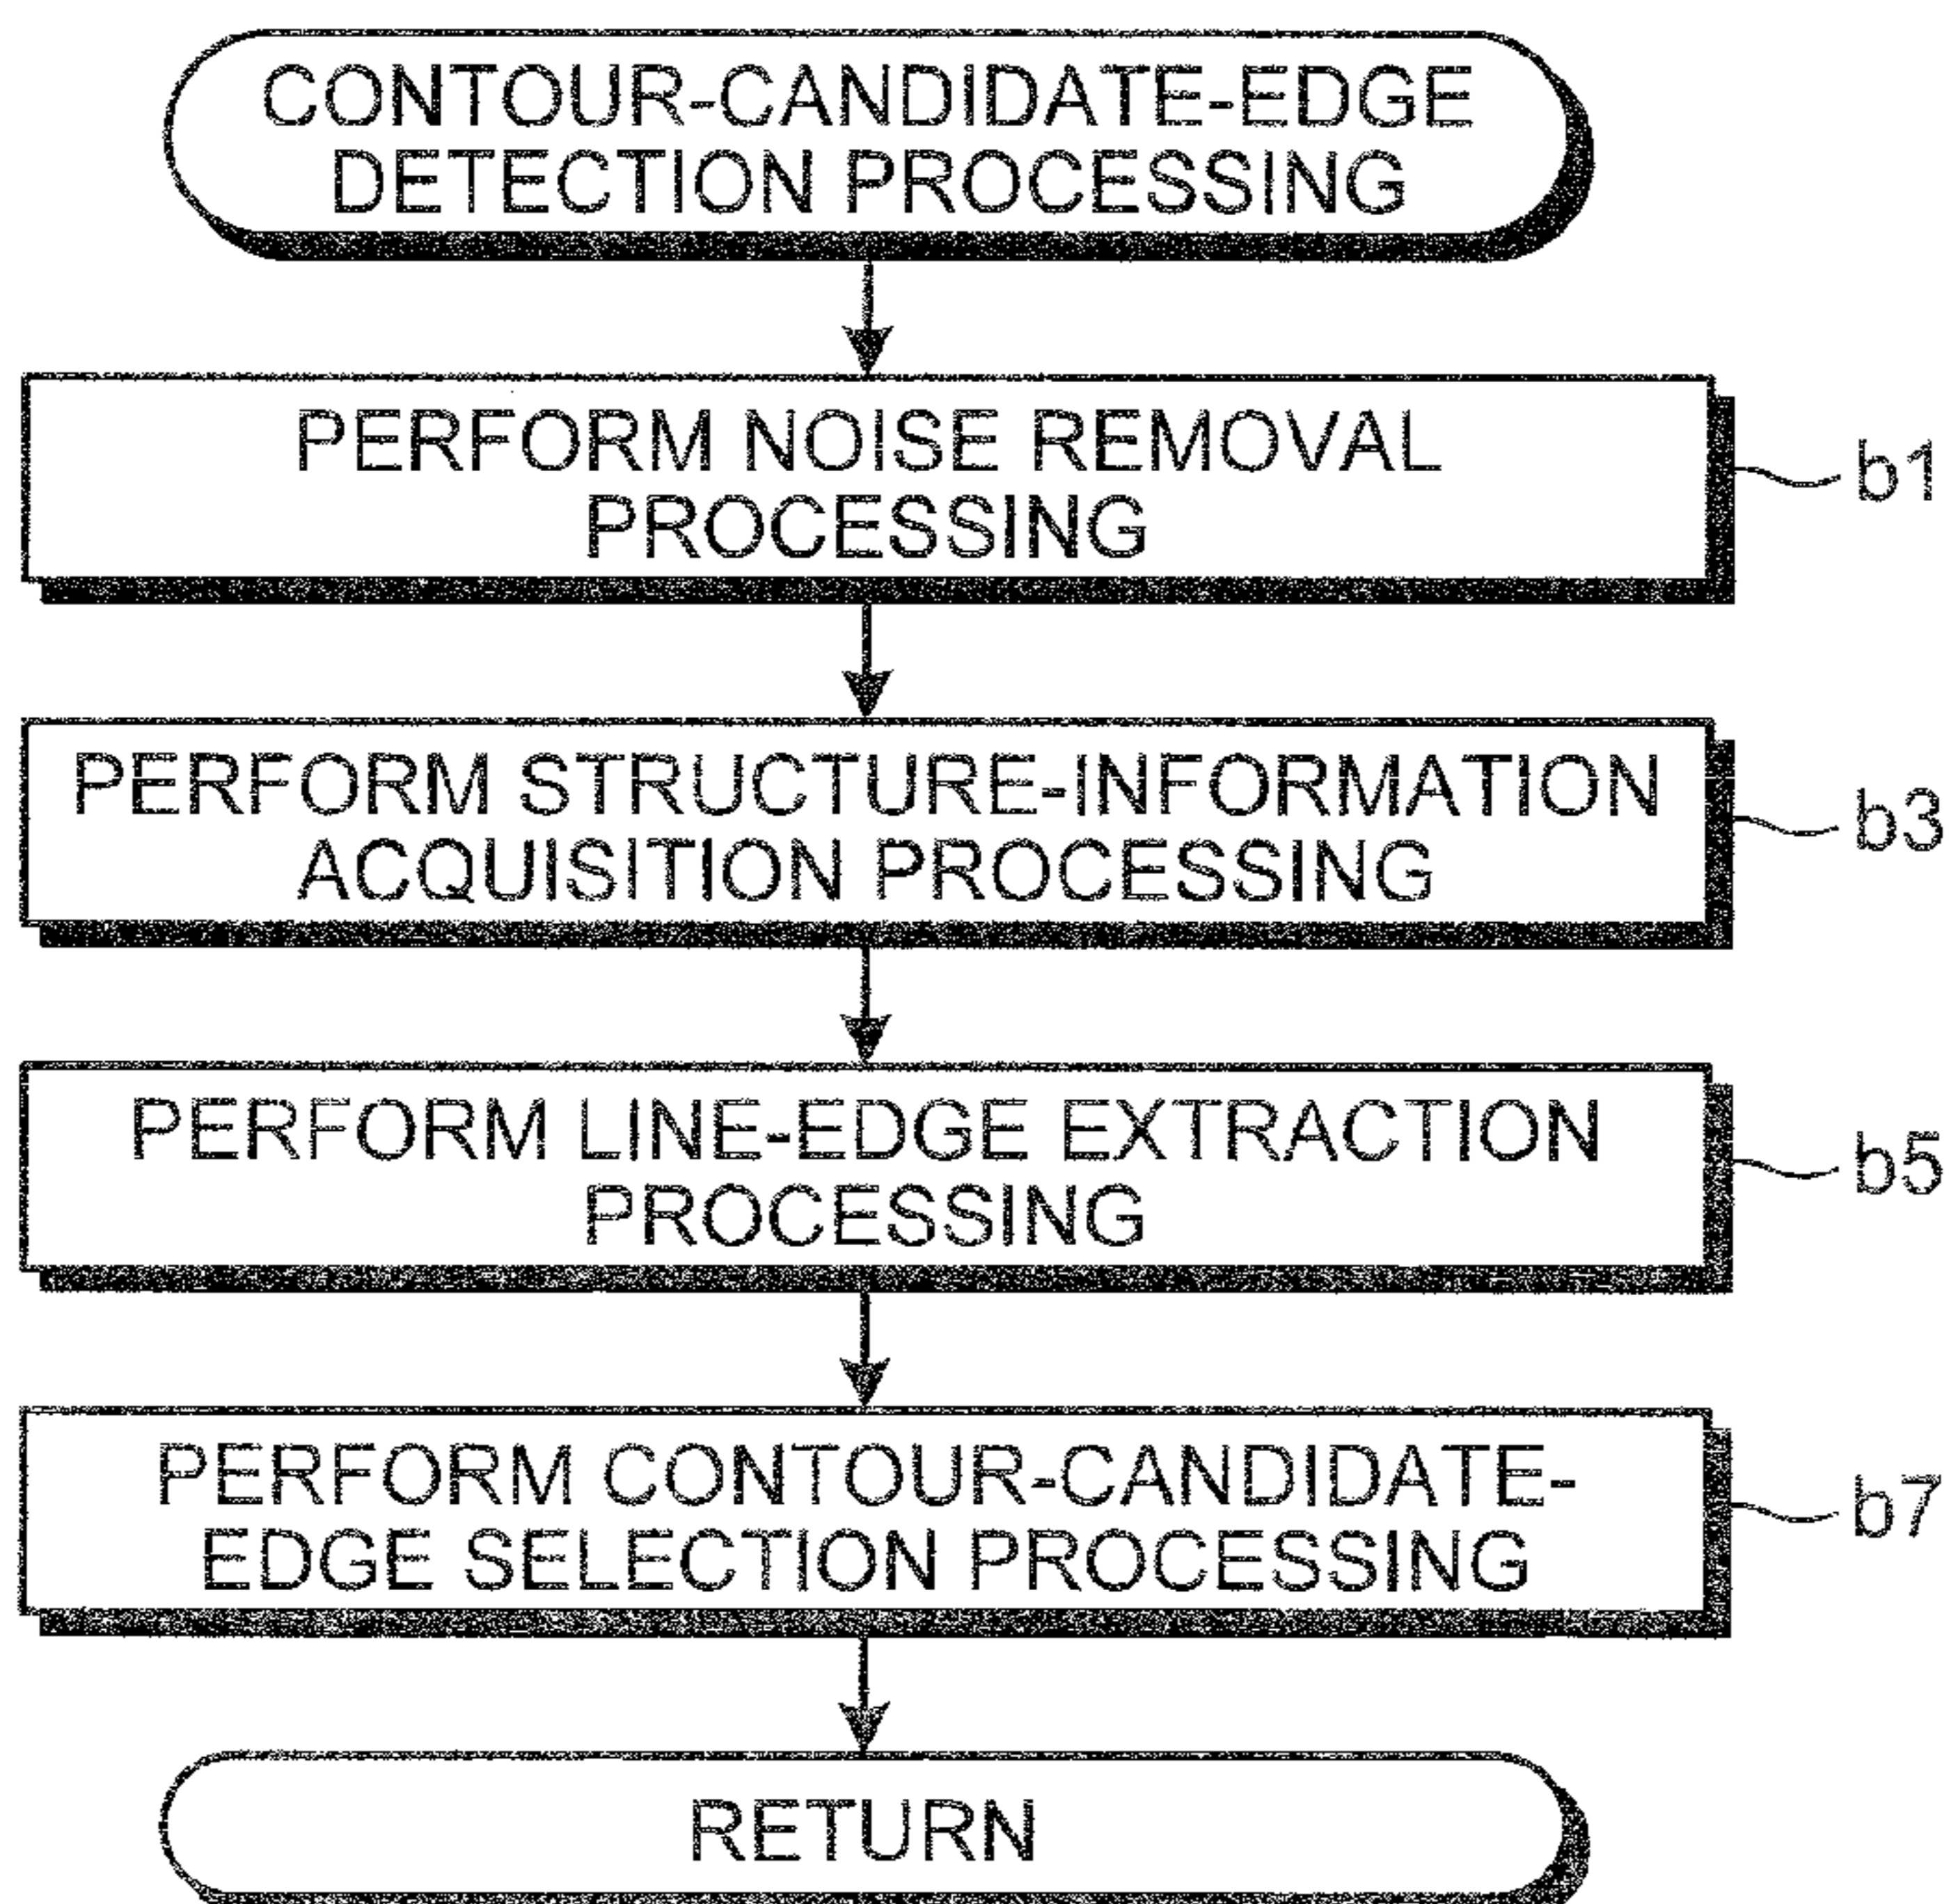 CONTOUR-CANDIDATE-EDGE
DETECTION PROCESSING
PERFORM NOISE REMOVAL
PROCESSING
b1
PERFORM STRUCTURE-INFORMATION
ACQUISITION PROCESSING
b3
PERFORM LINE-EDGE EXTRACTION
PROCESSING
b5
PERFORM CONTOUR-CANDIDATE-
EDGE SELECTION PROCESSING
b7
RETURN